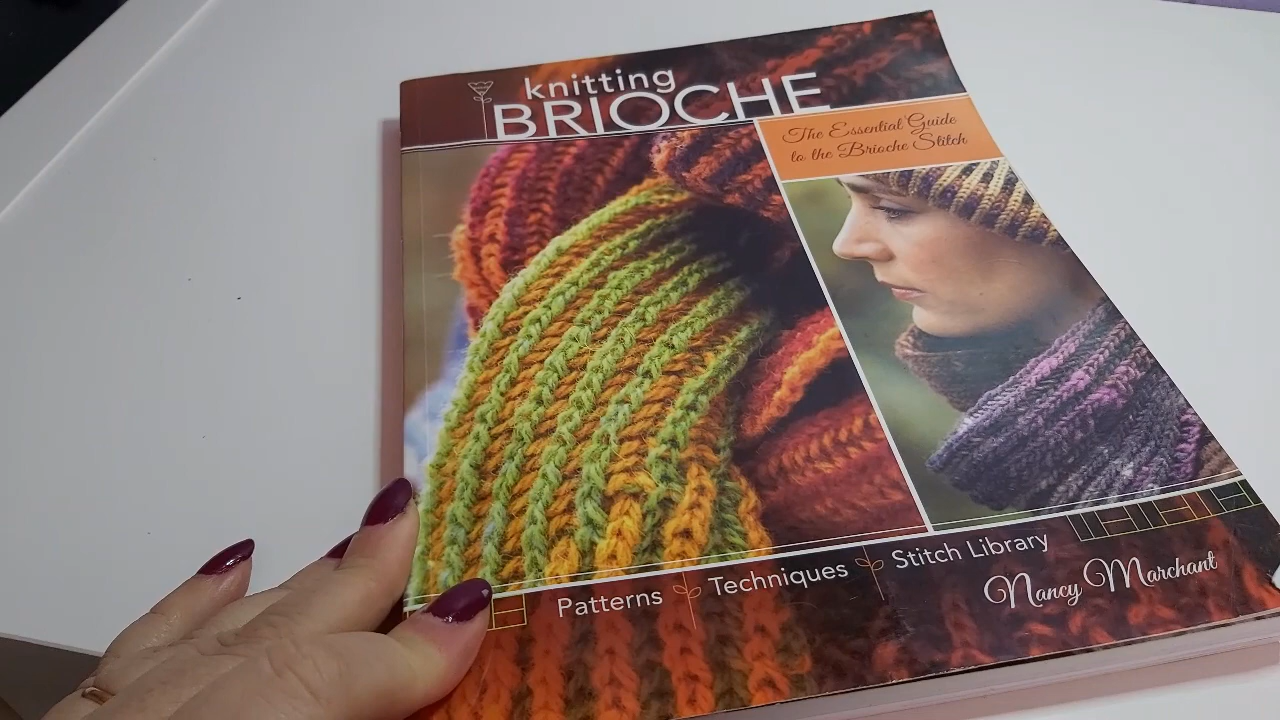 knitting
BRIOCHE
The Essential Guide
to the Brioche Stitch
Patterns Techniques Stitch Library
Nancy Marchant